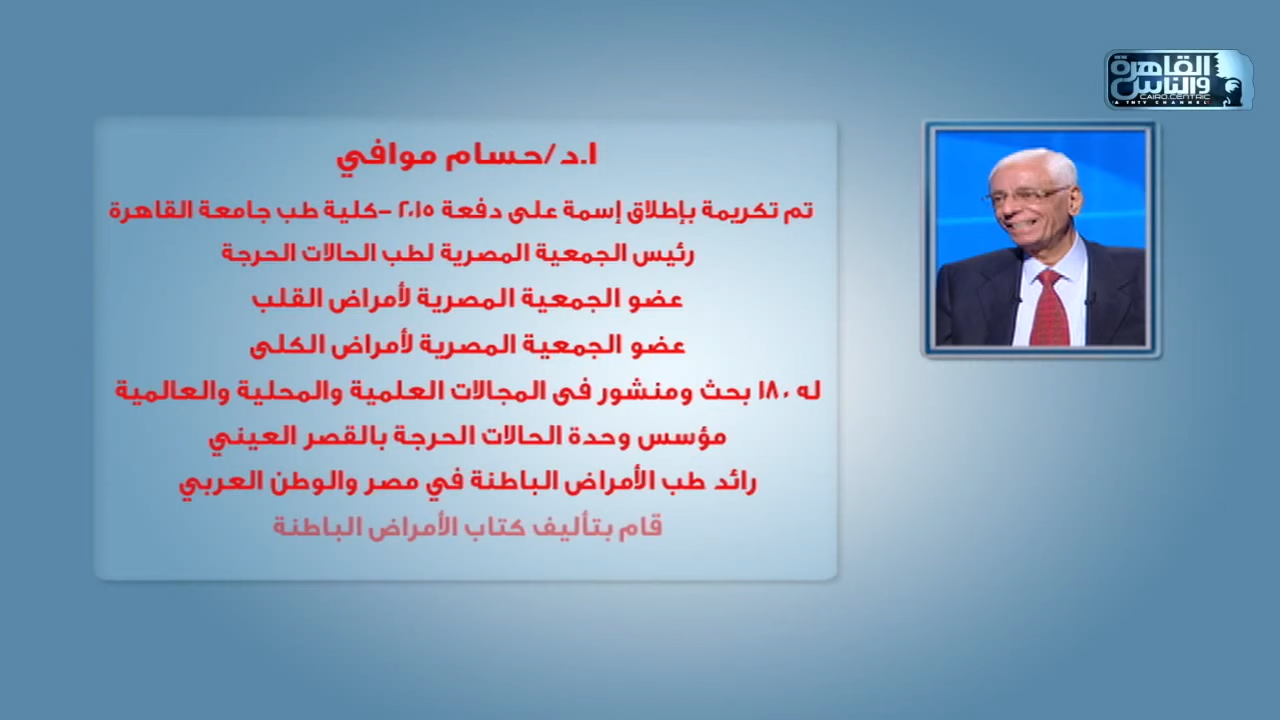 القاهرة
والناس
CAIRO.CENTRIC
A TNTV CHANNEL
ا.د/حسام موافي
تم تكريمة بإطلاق إسمة على دفعة ٢٠١٥ -كلية طب جامعة القاهرة
رئيس الجمعية المصرية لطب الحالات الحرجة
عضو الجمعية المصرية لأمراض القلب
عضو الجمعية المصرية لأمراض الكلى
له ١٨٠ بحث ومنشور فى المجالات العلمية والمحلية والعالمية
مؤسس وحدة الحالات الحرجة بالقصر العيني
رائد طب الأمراض الباطنة في مصر والوطن العربي
قام بتأليف كتاب الأمراض الباطنة